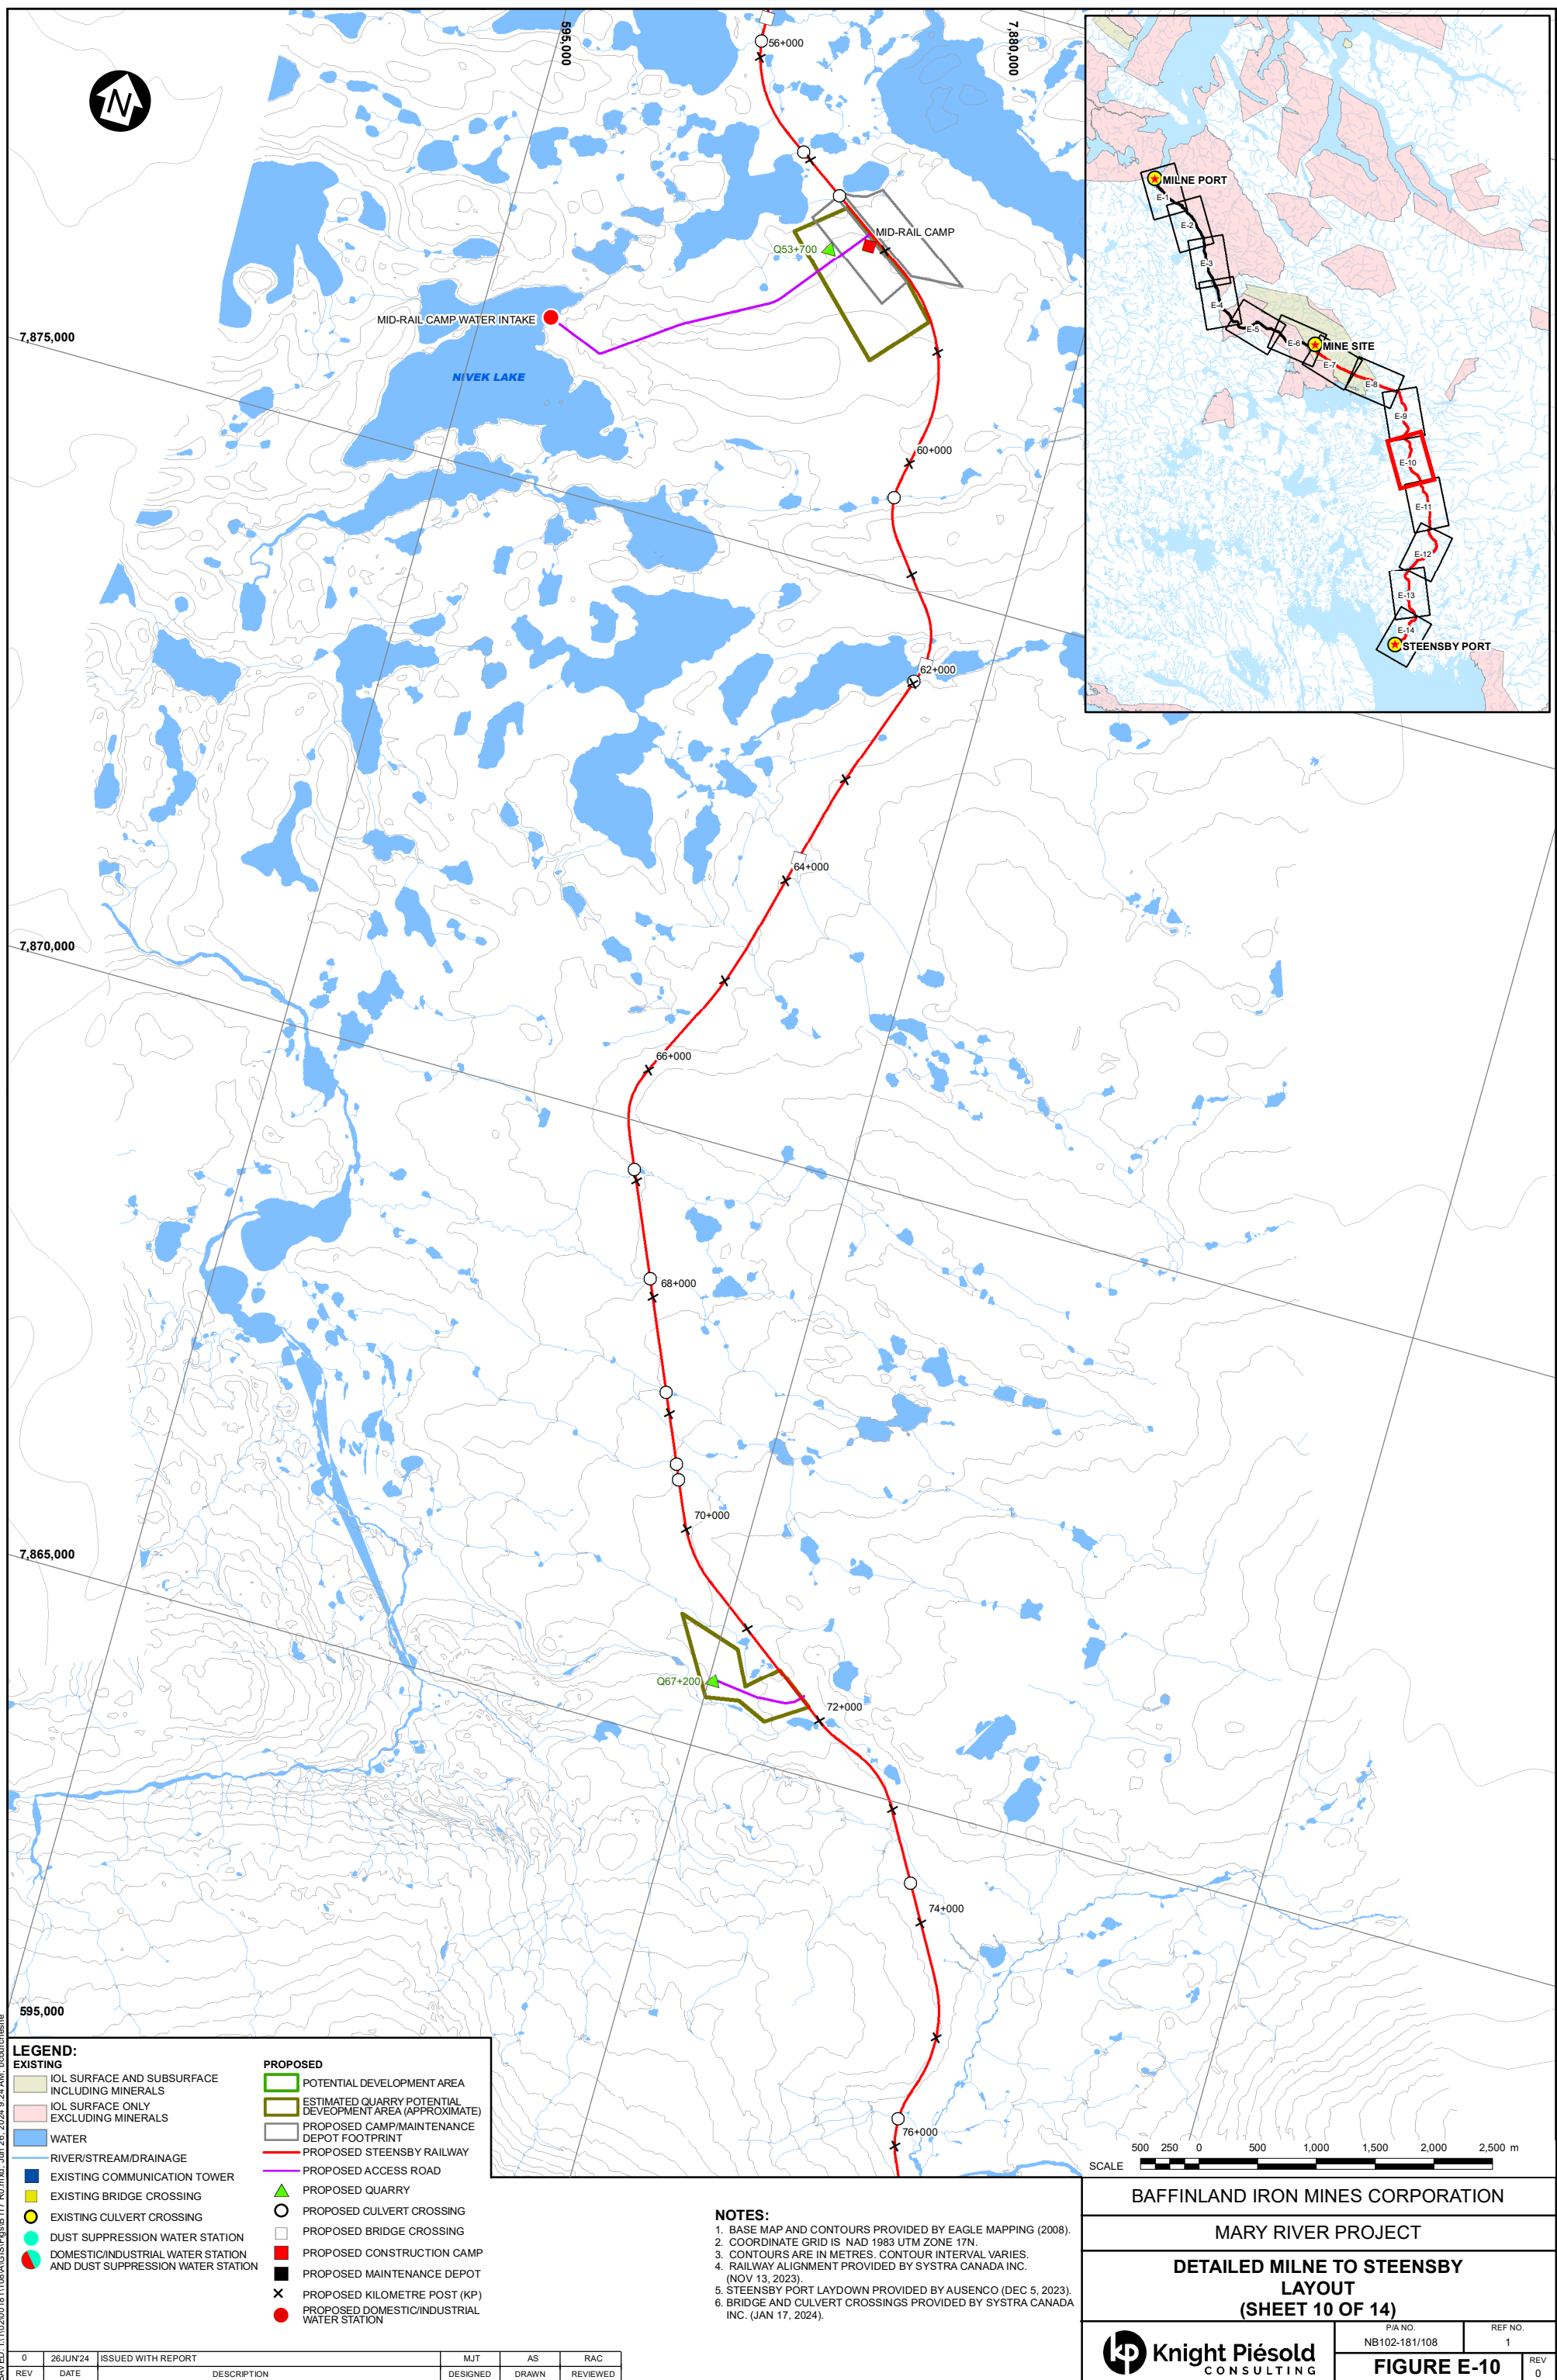 595,000
7,880,000
56+000
N
MID-RAIL CAMP
Q53+700
MID-RAIL CAMP WATER INTAKE
7,875,000
NIVEK LAKE
60+000
62+000
64+000
7,870,000
66+000
68+000
70+000
7,865,000
Q67+200
72+000
74+000
595,000
76+000
MILNE PORT
E-1
E-2
E-3
E-4
E-5
E-6
MINE SITE
E-7
E-8
E-9
E-10
E-11
E-12
E-13
E-14
STEENSBY PORT
LEGEND:
EXISTING
IOL SURFACE AND SUBSURFACE
INCLUDING MINERALS
IOL SURFACE ONLY
EXCLUDING MINERALS
WATER
RIVER/STREAM/DRAINAGE
EXISTING COMMUNICATION TOWER
EXISTING BRIDGE CROSSING
EXISTING CULVERT CROSSING
DUST SUPPRESSION WATER STATION
DOMESTIC/INDUSTRIAL WATER STATION
AND DUST SUPPRESSION WATER STATION
PROPOSED
POTENTIAL DEVELOPMENT AREA
ESTIMATED QUARRY POTENTIAL
DEVEOPMENT AREA (APPROXIMATE)
PROPOSED CAMP/MAINTENANCE
DEPOT FOOTPRINT
PROPOSED STEENSBY RAILWAY
PROPOSED ACCESS ROAD
PROPOSED QUARRY
PROPOSED CULVERT CROSSING
PROPOSED BRIDGE CROSSING
PROPOSED CONSTRUCTION CAMP
PROPOSED MAINTENANCE DEPOT
PROPOSED KILOMETRE POST (KP)
PROPOSED DOMESTIC/INDUSTRIAL
WATER STATION
NOTES:
1. BASE MAP AND CONTOURS PROVIDED BY EAGLE MAPPING (2008).
2. COORDINATE GRID IS NAD 1983 UTM ZONE 17N.
3. CONTOURS ARE IN METRES. CONTOUR INTERVAL VARIES.
4. RAILWAY ALIGNMENT PROVIDED BY SYSTRA CANADA INC.
(NOV 13, 2023).
5. STEENSBY PORT LAYDOWN PROVIDED BY AUSENCO (DEC 5, 2023).
6. BRIDGE AND CULVERT CROSSINGS PROVIDED BY SYSTRA CANADA
INC. (JAN 17, 2024).
500 250 0 500 1,000 1,500 2,000 2,500 m
SCALE
BAFFINLAND IRON MINES CORPORATION
MARY RIVER PROJECT
DETAILED MILNE TO STEENSBY
LAYOUT
(SHEET 10 OF 14)
kp Knight Piésold
CONSULTING
P/A NO.
NB102-181/108
REF NO.
1
FIGURE E-10
REV
0
0 26JUN'24 ISSUED WITH REPORT MJT AS RAC
REV DATE DESCRIPTION DESIGNED DRAWN REVIEWED